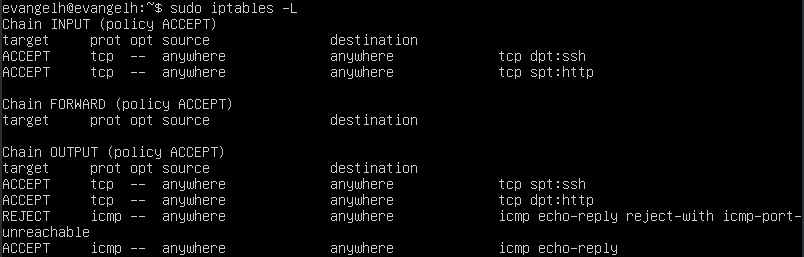 evangelh@evangelh:~$ sudo iptables -L
Chain INPUT (policy ACCEPT)
target     prot opt source               destination
ACCEPT     tcp  --  anywhere             anywhere             tcp dpt:ssh
ACCEPT     tcp  --  anywhere             anywhere             tcp spt:http
Chain FORWARD (policy ACCEPT)
target     prot opt source               destination
Chain OUTPUT (policy ACCEPT)
target     prot opt source               destination
ACCEPT     tcp  --  anywhere             anywhere             tcp spt:ssh
ACCEPT     tcp  --  anywhere             anywhere             tcp dpt:http
REJECT     icmp --  anywhere             anywhere             icmp echo-reply reject-with icmp-port-
unreachable
ACCEPT     icmp --  anywhere             anywhere             icmp echo-reply